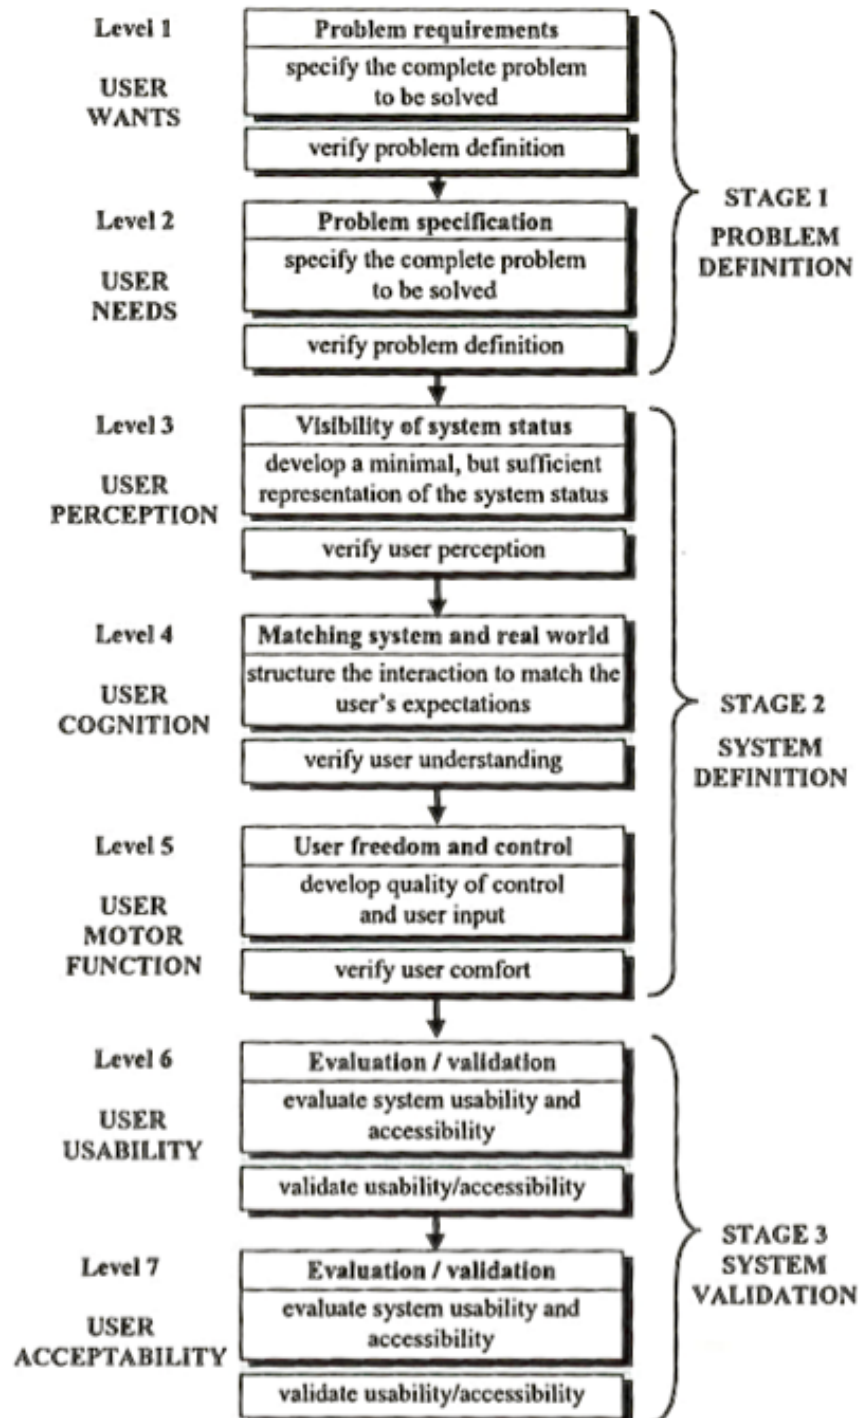 Level 1
USER
WANTS
Problem requirements
specify the complete problem
to be solved
verify problem definition
Level 2
USER
NEEDS
Problem specification
specify the complete problem
to be solved
verify problem definition
STAGE 1
PROBLEM
DEFINITION
Level 3
USER
PERCEPTION
Visibility of system status
develop a minimal, but sufficient
representation of the system status
verify user perception
Level 4
USER
COGNITION
Matching system and real world
structure the interaction to match the
user's expectations
verify user understanding
Level 5
USER
MOTOR
FUNCTION
User freedom and control
develop quality of control
and user input
verify user comfort
STAGE 2
SYSTEM
DEFINITION
Level 6
USER
USABILITY
Evaluation / validation
evaluate system usability and
accessibility
validate usability/accessibility
Level 7
USER
ACCEPTABILITY
Evaluation / validation
evaluate system usability and
accessibility
validate usability/accessibility
STAGE 3
SYSTEM
VALIDATION